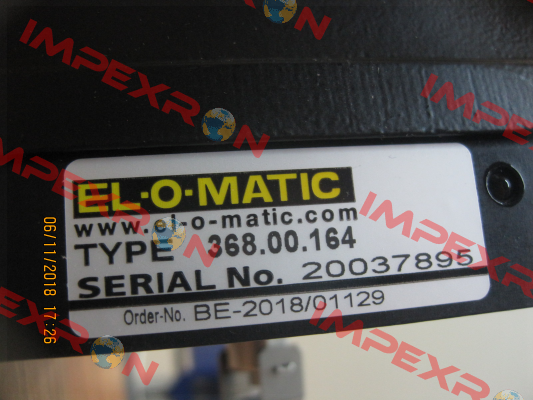 EL-O-MATIC
www.el-o-matic.com
TYPE 368.00.164
SERIAL No. 20037895
Order-No. BE-2018/01129
06/11/2018 17:26
IMPEXRON
IMPEXRON
IMPEXRON
IMPEXRON
IMPEXRON